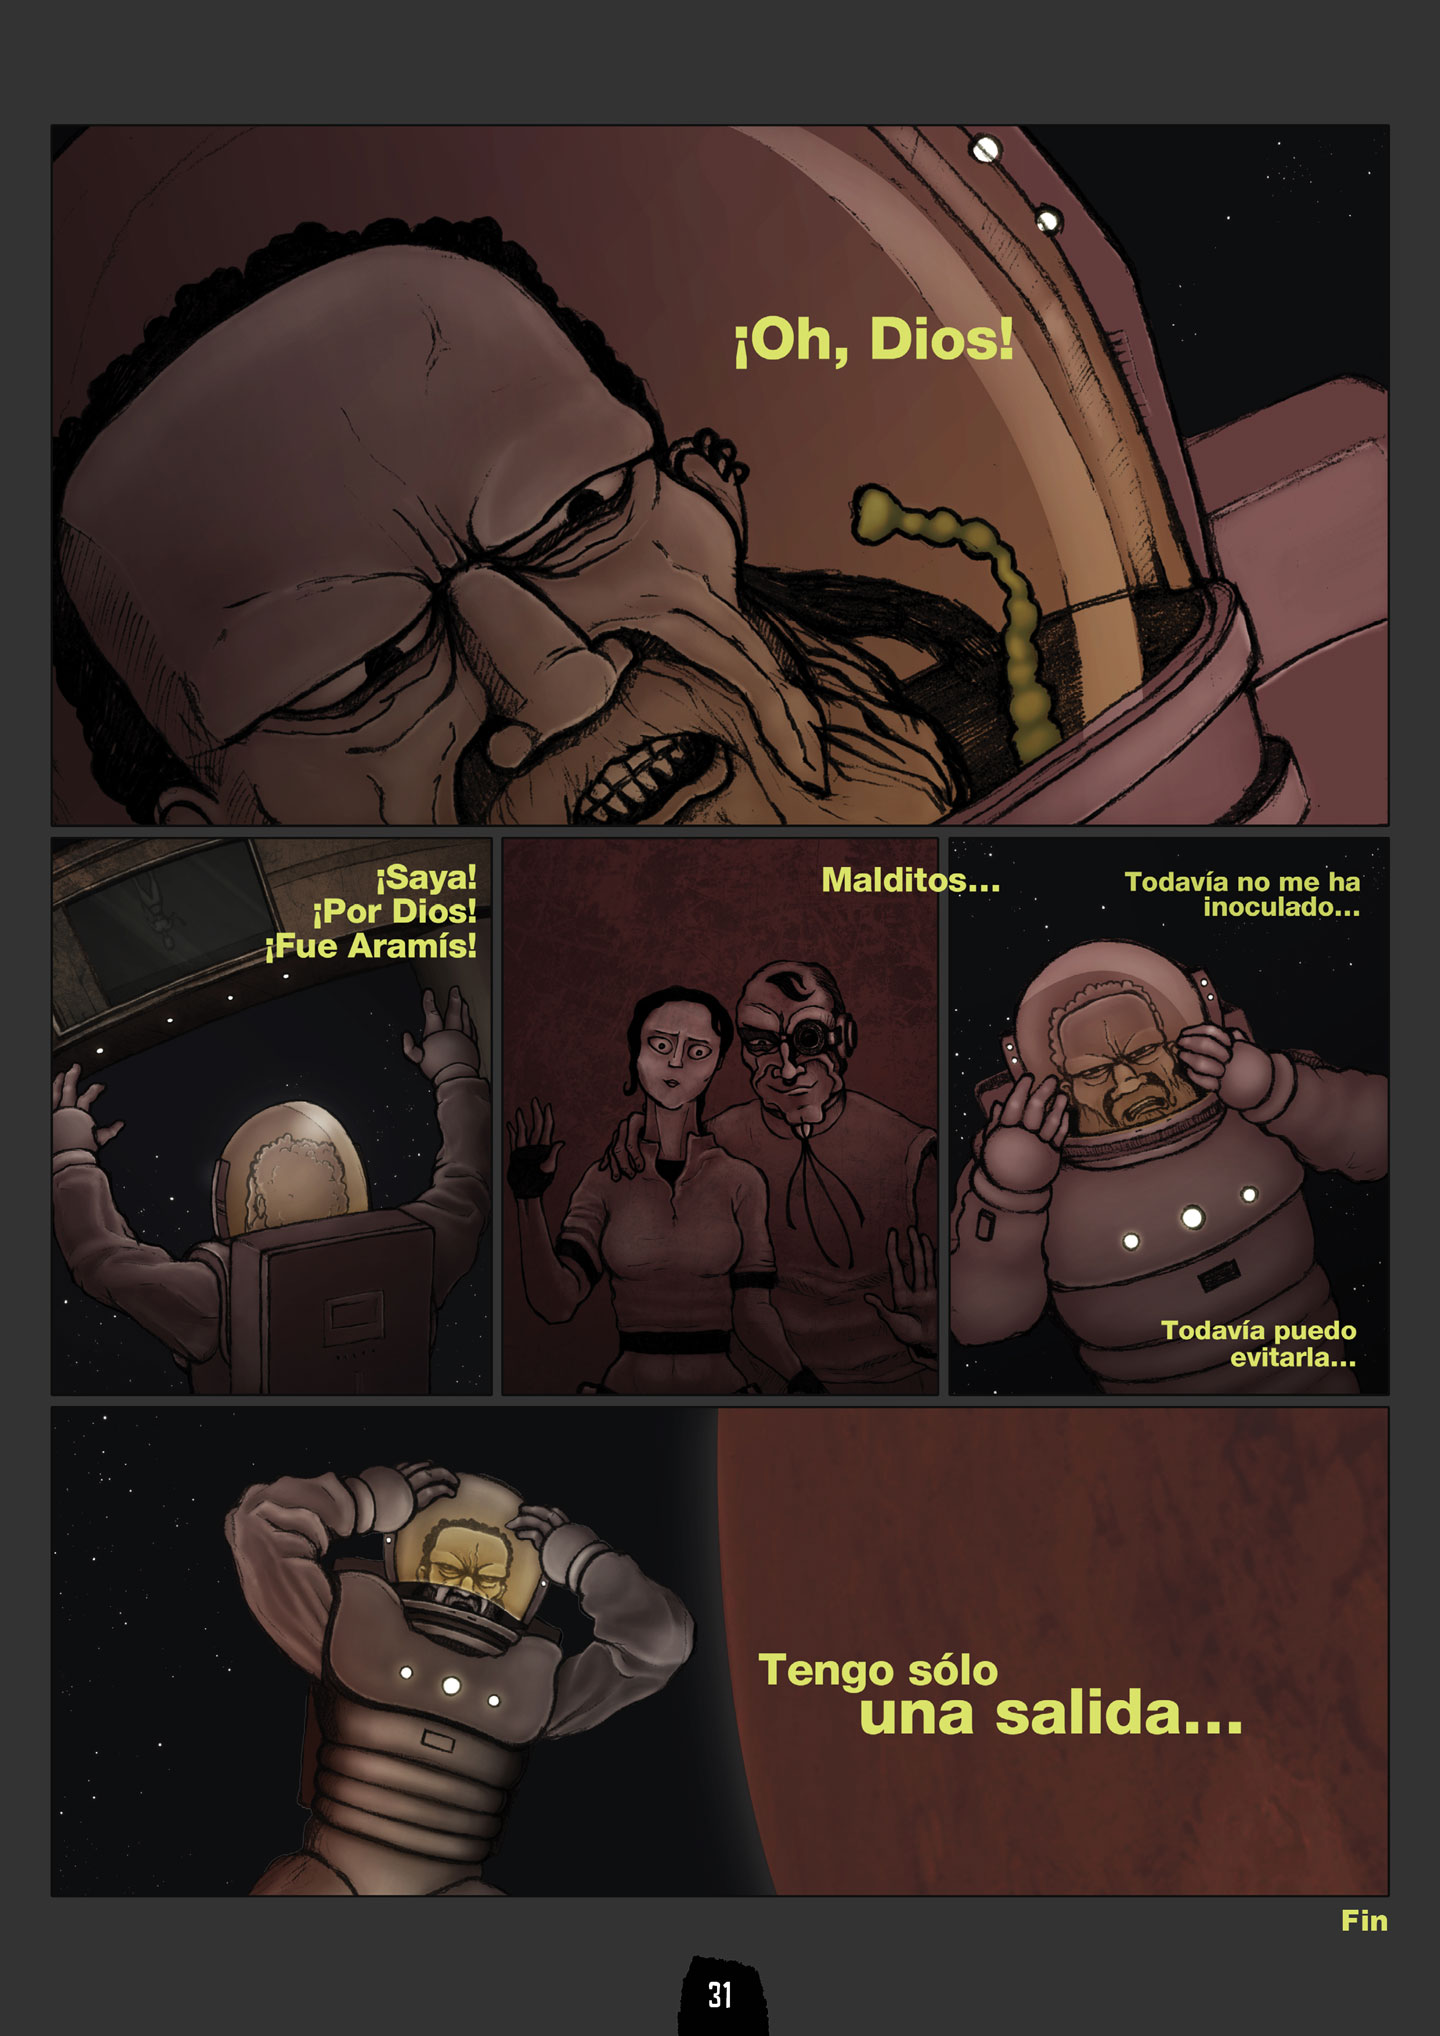 ¡Oh, Dios!
¡Saya!
¡Por Dios!
¡Fue Aramís!
Malditos...
Todavía no me ha
inoculado...
Todavía puedo
evitarla...
Tengo sólo
una salida...
Fin
31